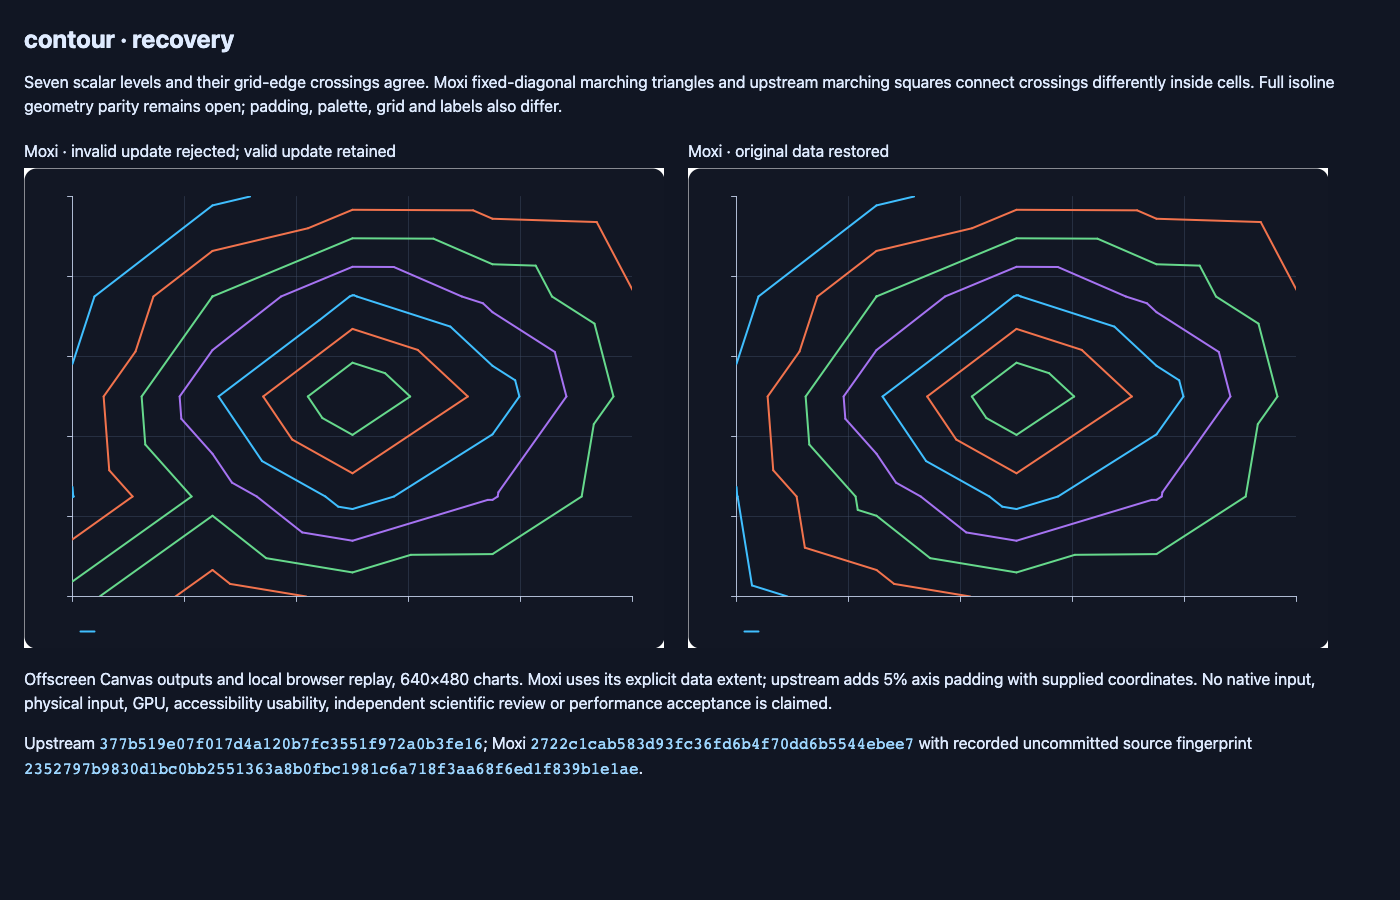 contour · recovery
Seven scalar levels and their grid-edge crossings agree. Moxi fixed-diagonal marching triangles and upstream marching squares connect crossings differently inside cells. Full isoline
geometry parity remains open; padding, palette, grid and labels also differ.
Moxi · invalid update rejected; valid update retained
Moxi · original data restored
Offscreen Canvas outputs and local browser replay, 640×480 charts. Moxi uses its explicit data extent; upstream adds 5% axis padding with supplied coordinates. No native input,
physical input, GPU, accessibility usability, independent scientific review or performance acceptance is claimed.
Upstream 377b519e07f017d4a120b7fc3551f972a0b3fe16; Moxi 2722c1cab583d93fc36fd6b4f70dd6b5544ebee7 with recorded uncommitted source fingerprint
2352797b9830d1bc0bb2551363a8b0fbc1981c6a718f3aa68f6ed1f839b1e1ae.